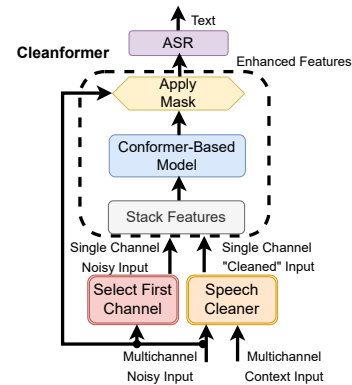 Text
ASR
Cleanformer
Enhanced Features
Apply
Mask
Conformer-Based
Model
Stack Features
Single Channel
Noisy Input
Single Channel
"Cleaned" Input
Select First
Channel
Speech
Cleaner
Multichannel
Noisy Input
Multichannel
Context Input